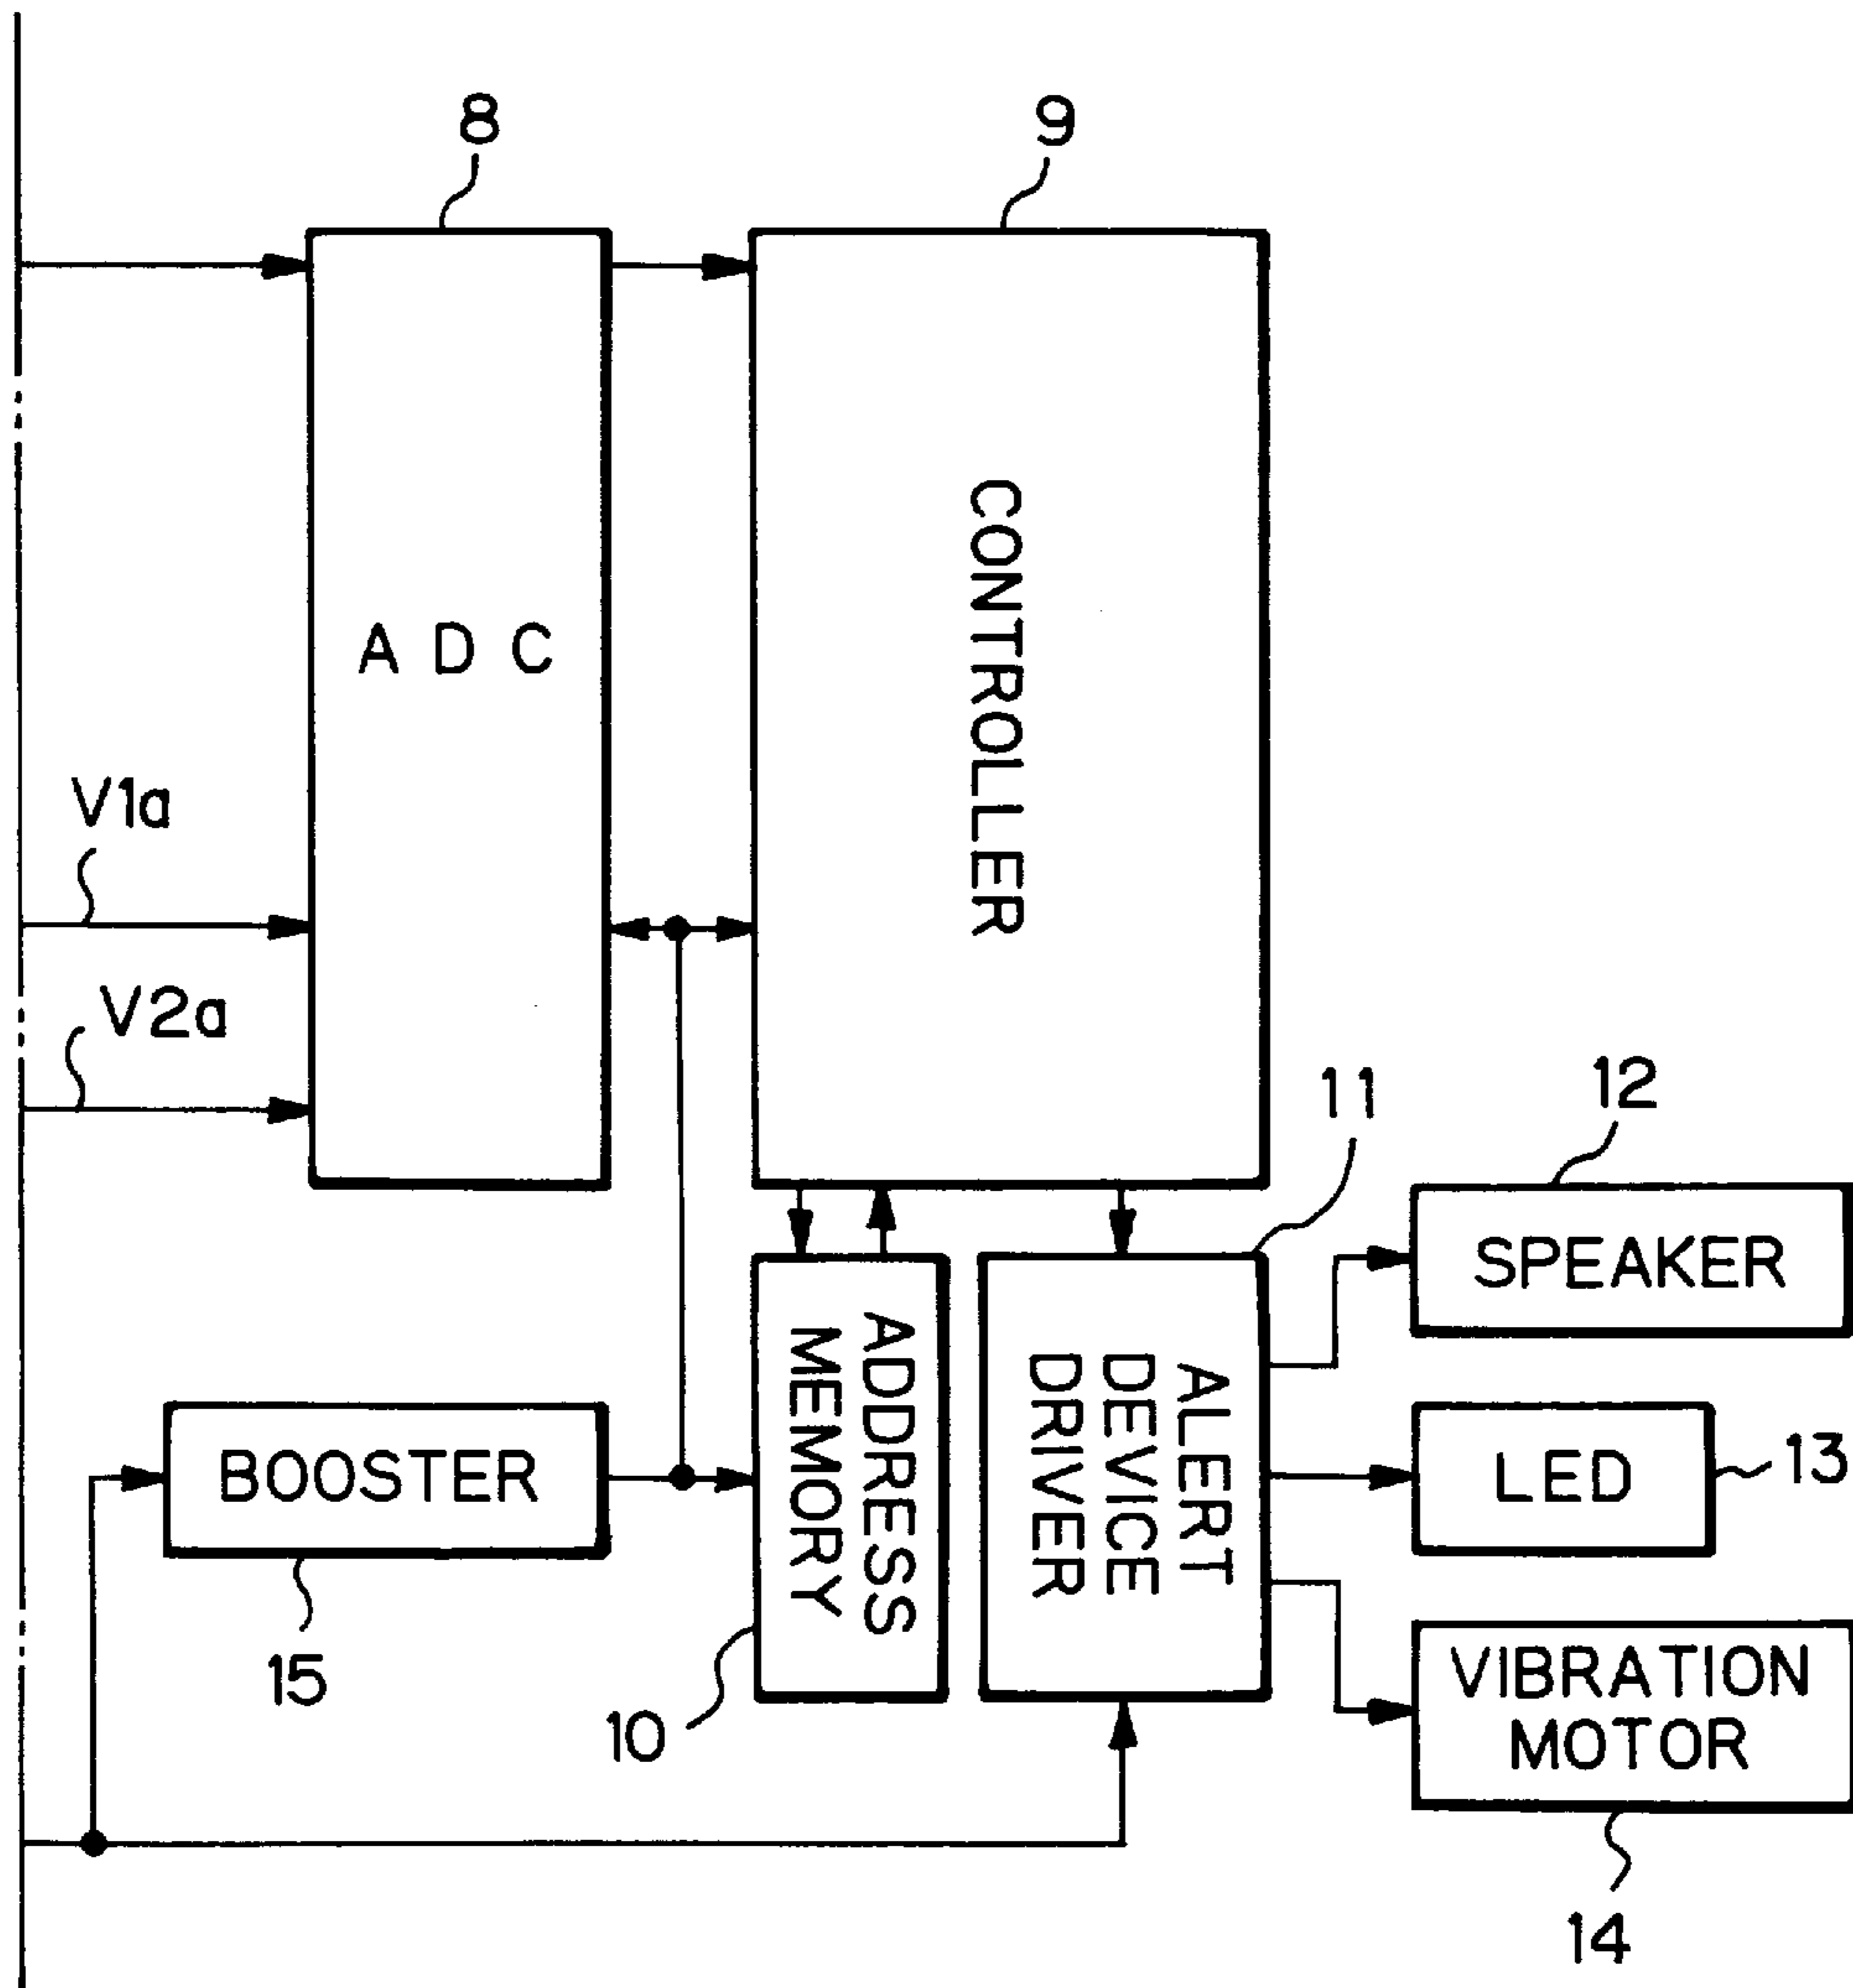 8
9
A D C
CONTROLLER
V1a
V2a
11
12
SPEAKER
ADDRESS
MEMORY
ALERT
DEVICE
DRIVER
BOOSTER
LED
13
15
10
VIBRATION
MOTOR
14